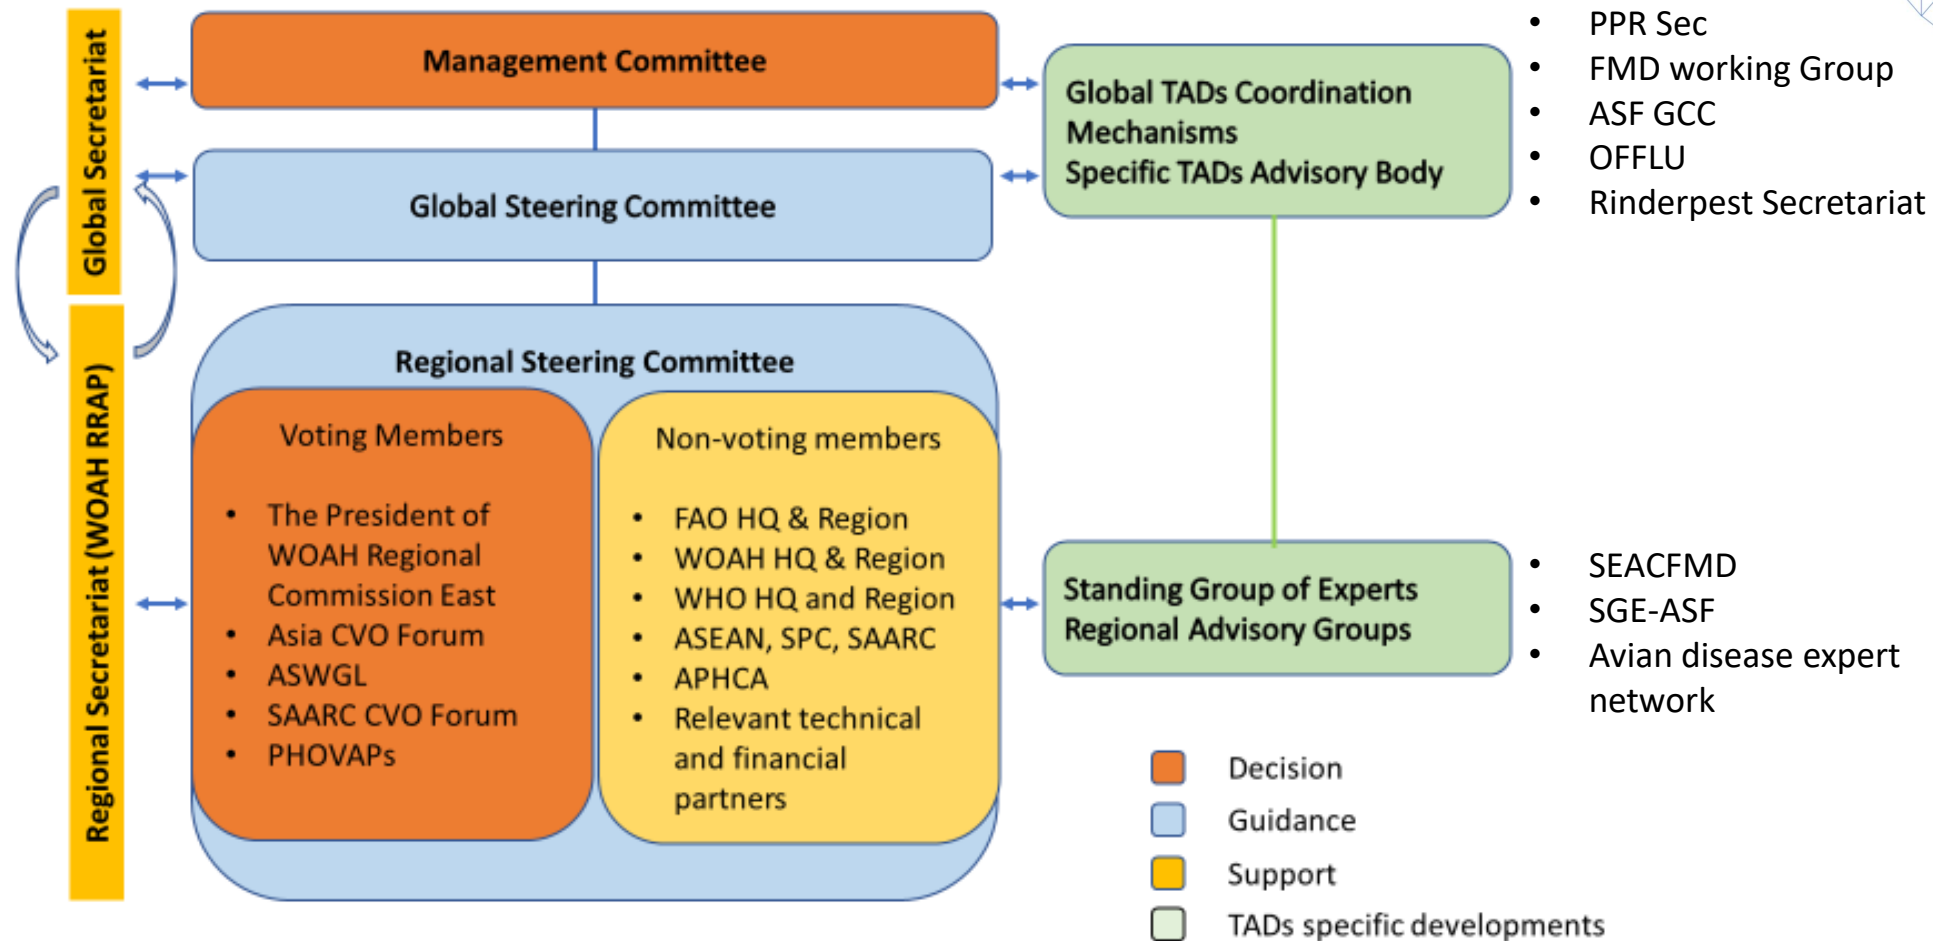 Global Secretariat
Regional Secretariat (WOAH RRAP)
Management Committee
Global Steering Committee
Global TADs Coordination
Mechanisms
Specific TADs Advisory Body
• PPR Sec
• FMD working Group
• ASF GCC
• OFFLU
• Rinderpest Secretariat
Regional Steering Committee
Voting Members
• The President of
WOAH Regional
Commission East
• Asia CVO Forum
• ASWGL
• SAARC CVO Forum
• PHOVAPs
Non-voting members
• FAO HQ & Region
• WOAH HQ & Region
• WHO HQ and Region
• ASEAN, SPC, SAARC
• APHCA
• Relevant technical
and financial
partners
Standing Group of Experts
Regional Advisory Groups
• SEACFMD
• SGE-ASF
• Avian disease expert
network
Decision
Guidance
Support
TADs specific developments